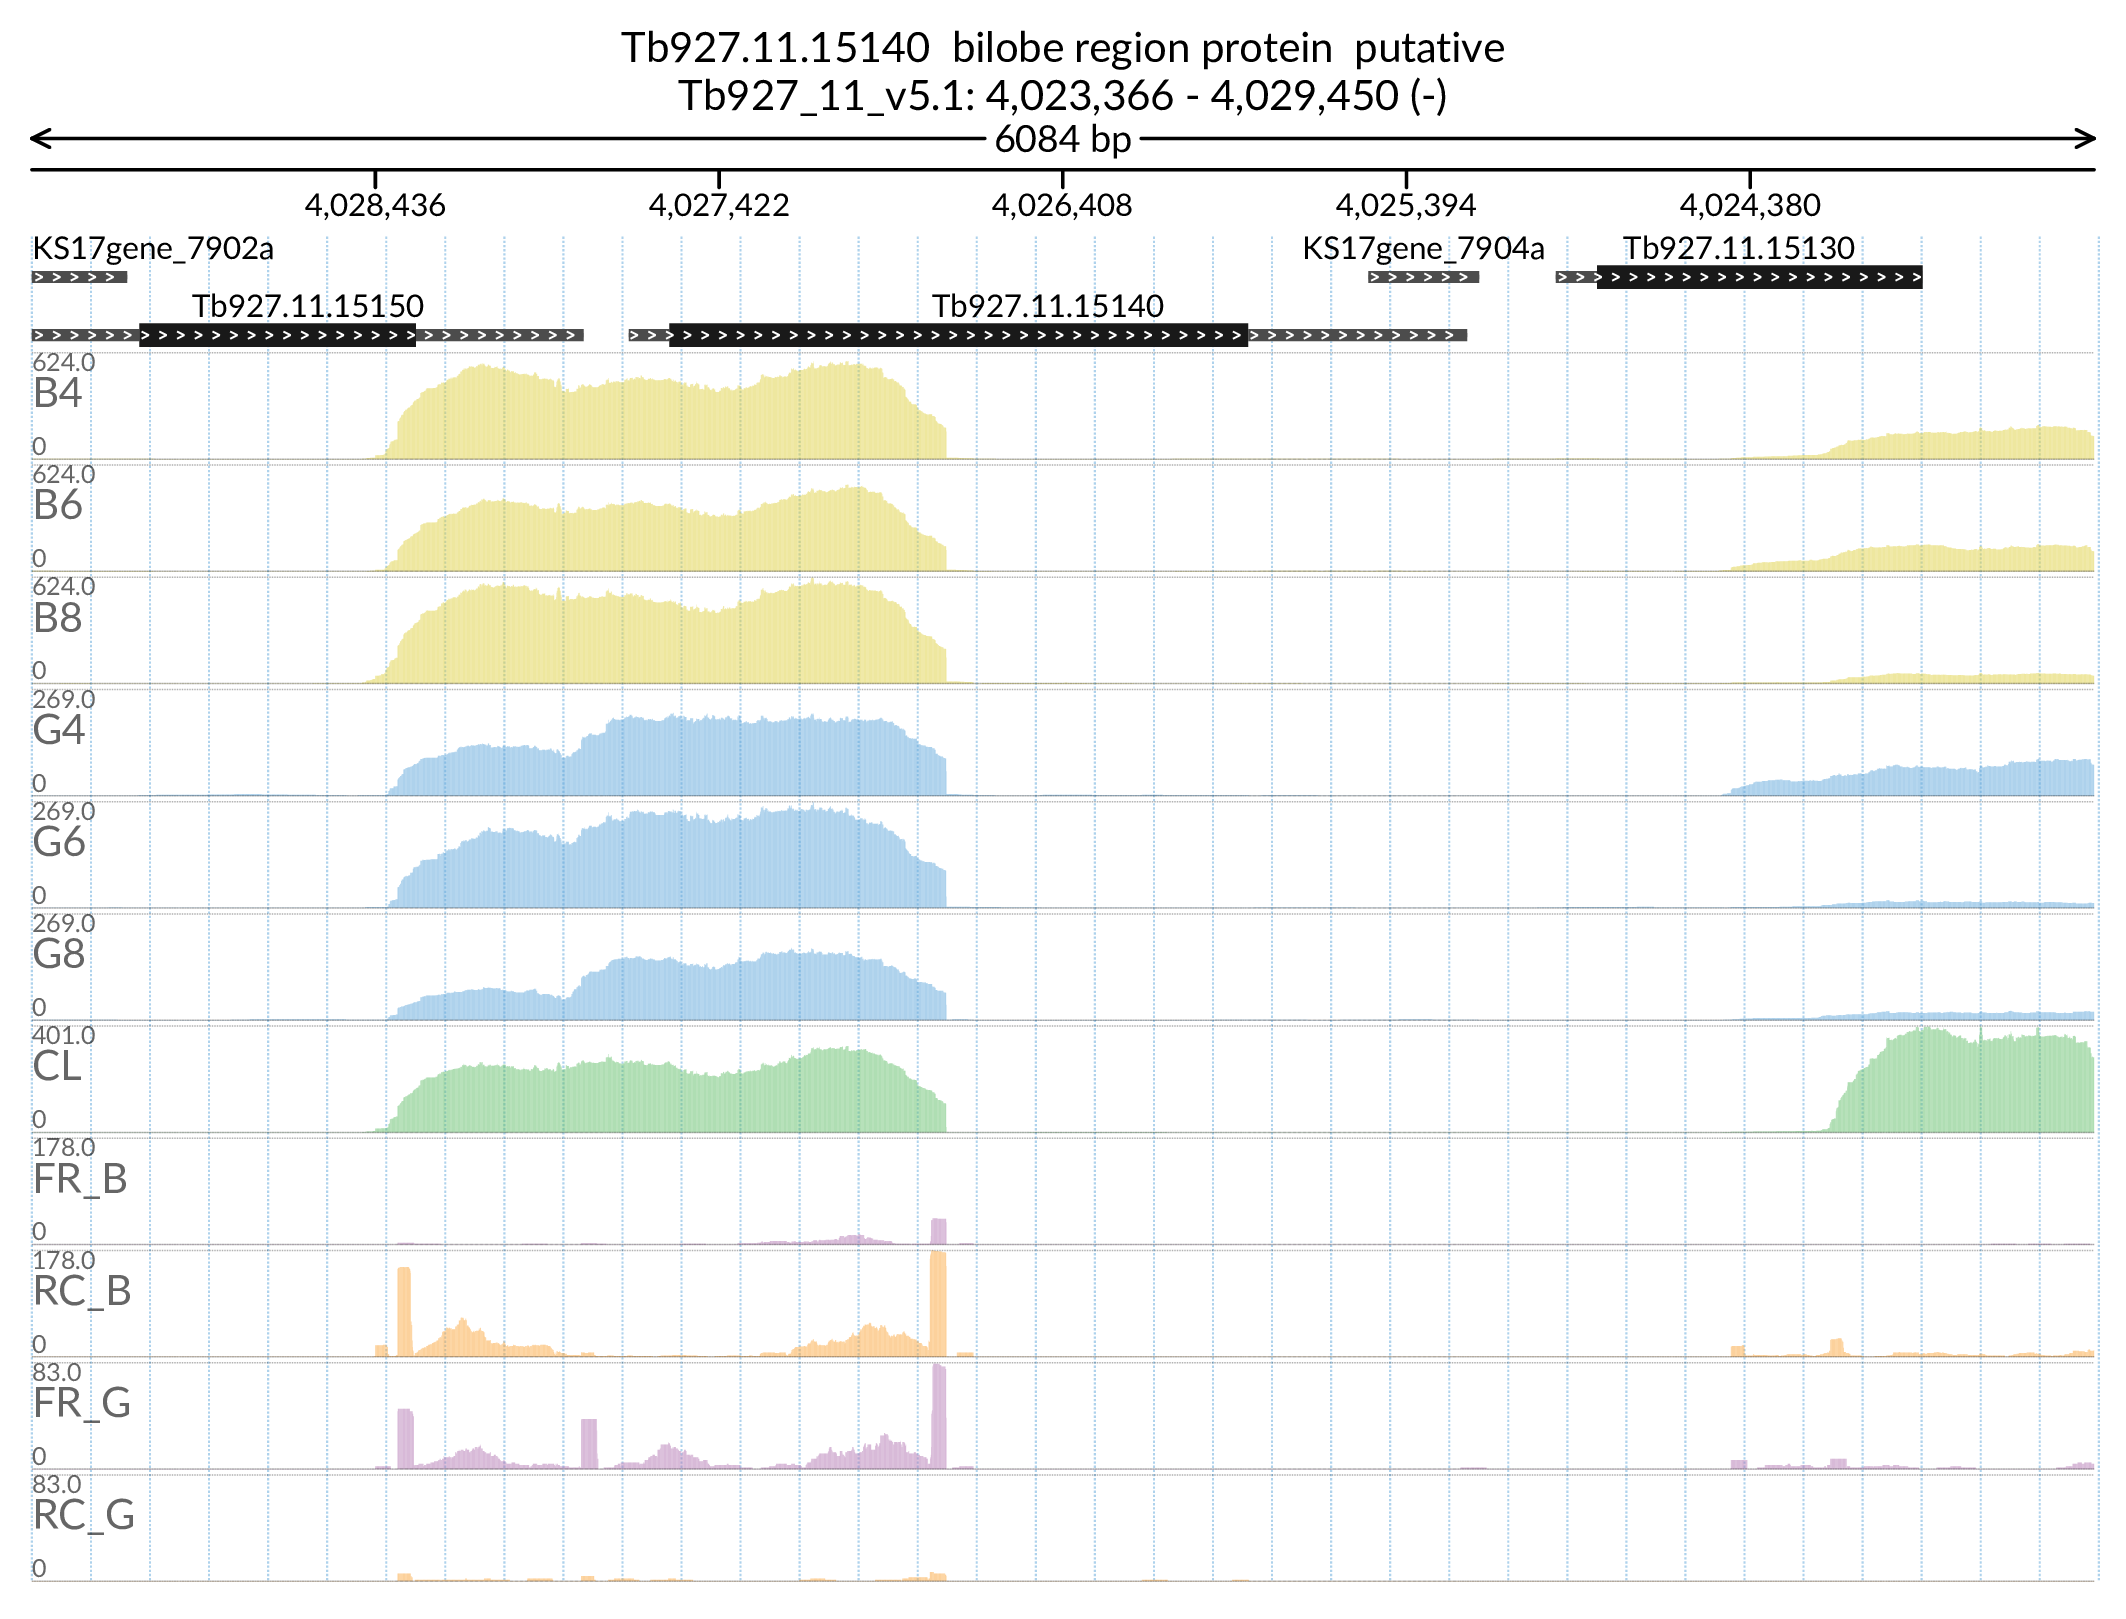 Tb927.11.15140  bilobe region protein  putative
Tb927_11_v5.1: 4,023,366 - 4,029,450 (-)
6084 bp
4,028,436 4,027,422 4,026,408 4,025,394 4,024,380
KS17gene_7902a KS17gene_7904a Tb927.11.15130
Tb927.11.15150 Tb927.11.15140
624.0
B4
0
624.0
B6
0
624.0
B8
0
269.0
G4
0
269.0
G6
0
269.0
G8
0
401.0
CL
0
178.0
FR_B
0
178.0
RC_B
0
83.0
FR_G
0
83.0
RC_G
0